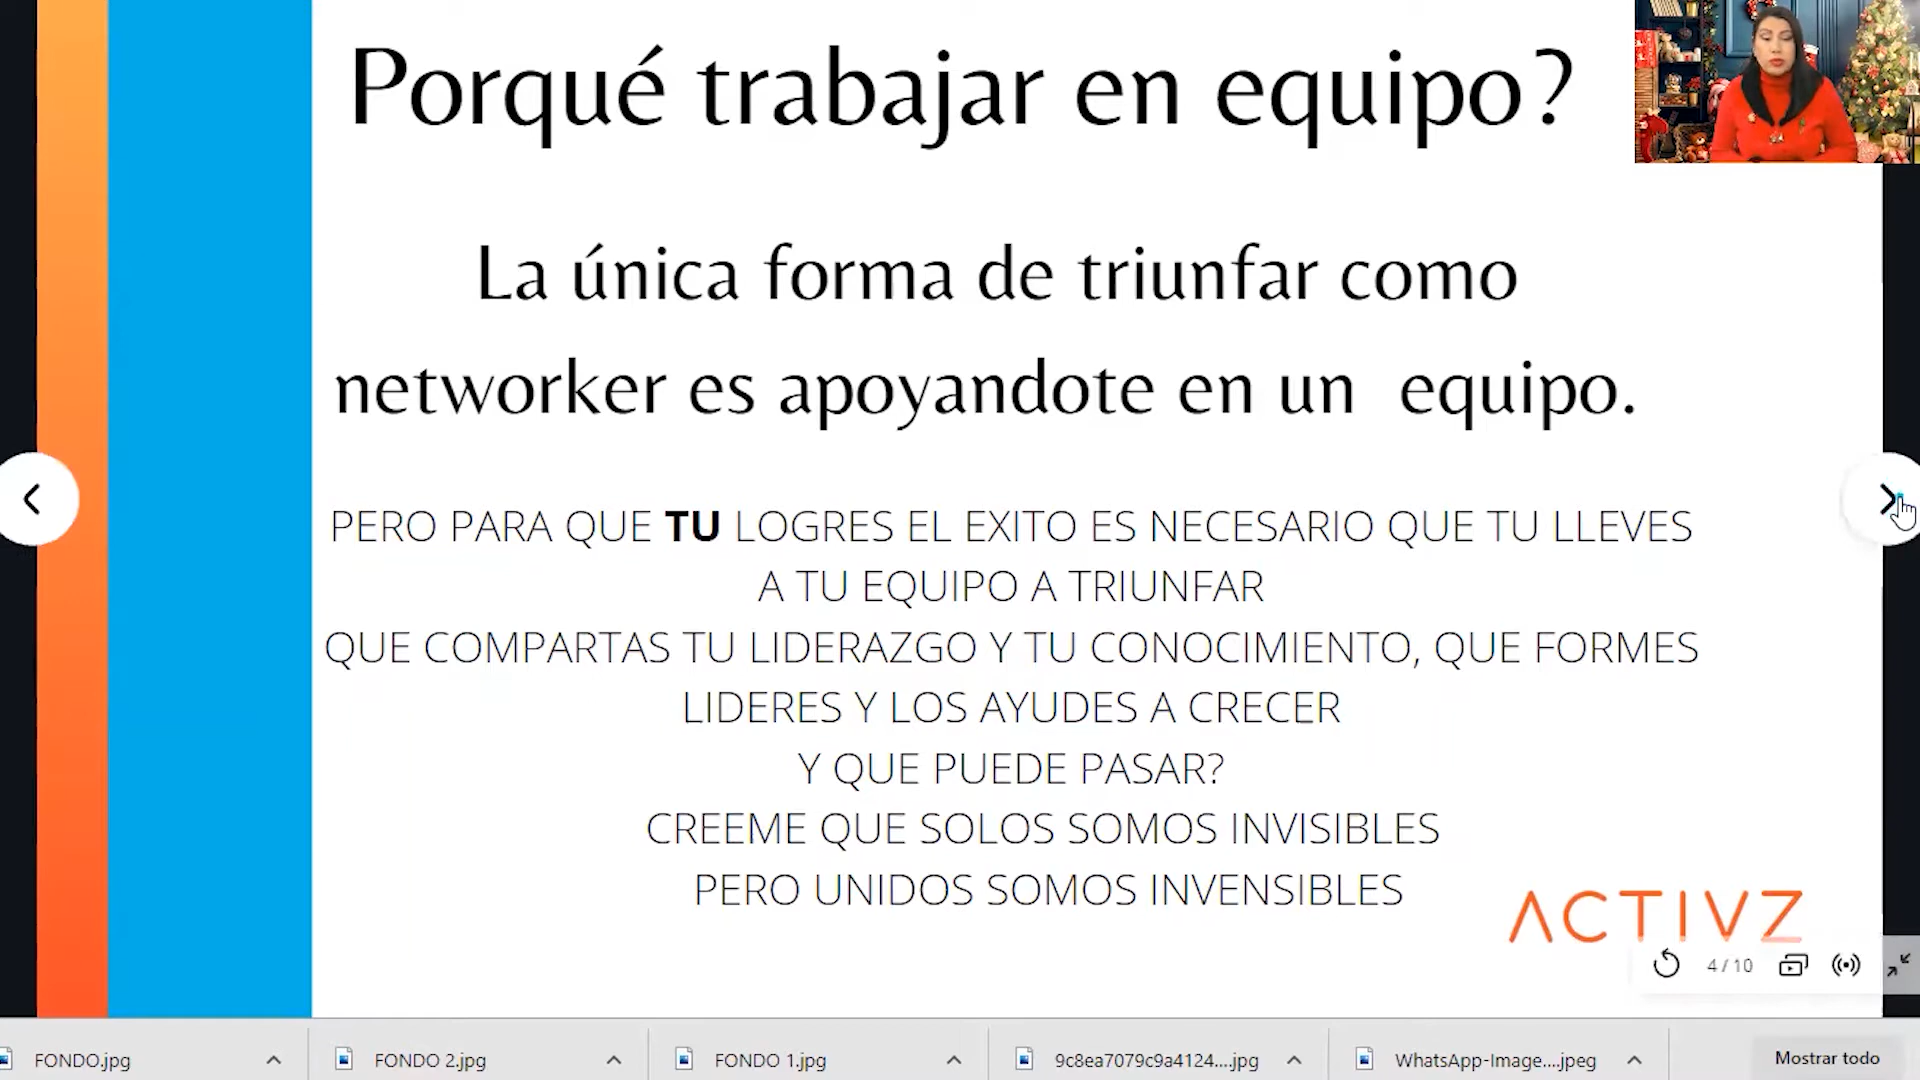 Porqué trabajar en equipo?
La única forma de triunfar como
networker es apoyandote en un equipo.
PERO PARA QUE TU LOGRES EL EXITO ES NECESARIO QUE TU LLEVES
A TU EQUIPO A TRIUNFAR
QUE COMPARTAS TU LIDERAZGO Y TU CONOCIMIENTO, QUE FORMES
LIDERES Y LOS AYUDES A CRECER
Y QUE PUEDE PASAR?
CREEME QUE SOLOS SOMOS INVISIBLES
PERO UNIDOS SOMOS INVENSIBLES
ACTIVZ
4/10
FONDO.jpg
FONDO 2.jpg
FONDO 1.jpg
9c8ea7079c9a4124....jpg
WhatsApp-Image....jpeg
Mostrar todo